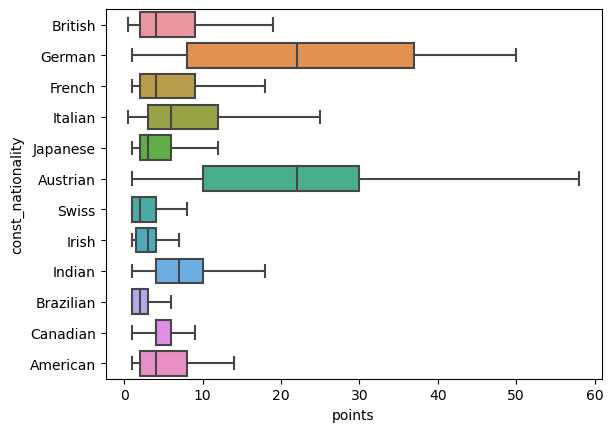 const_nationality
British
German
French
Italian
Japanese
Austrian
Swiss
Irish
Indian
Brazilian
Canadian
American
0 10 20 30 40 50 60
points